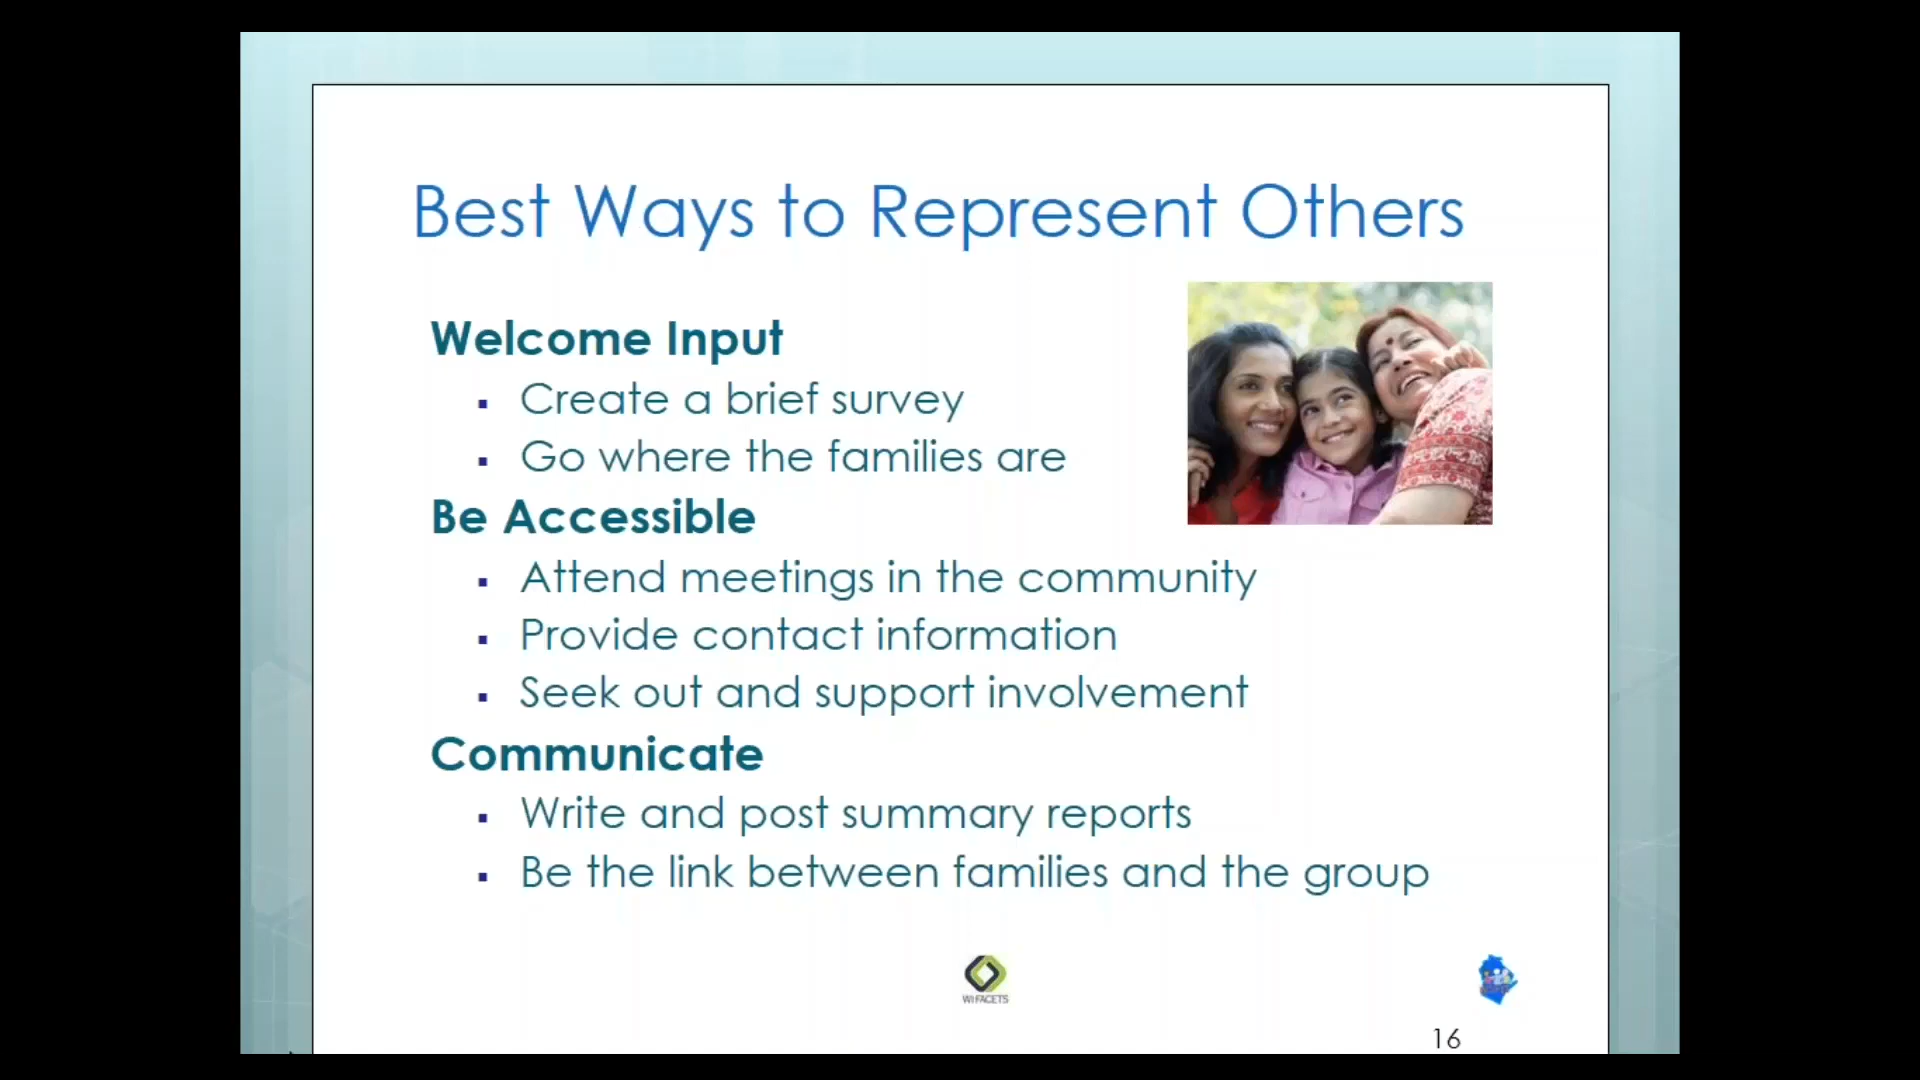 Best Ways to Represent Others
Welcome Input
▪ Create a brief survey
▪ Go where the families are
Be Accessible
▪ Attend meetings in the community
▪ Provide contact information
▪ Seek out and support involvement
Communicate
▪ Write and post summary reports
▪ Be the link between families and the group
WI FACETS
16